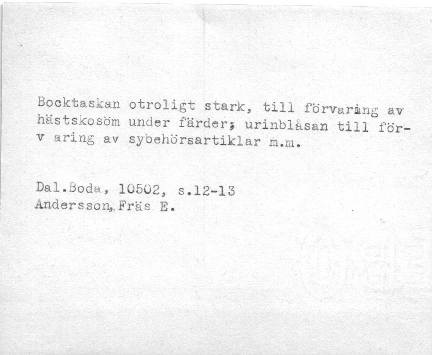 Bocktaskan otroligt stark, till förvaring av
hästskosöm under färder; urinblåsan till för-
v aring av sybehörsartiklar m.m.
Dal.Boda, 10502, s.12-13
Andersson, Fräs E.